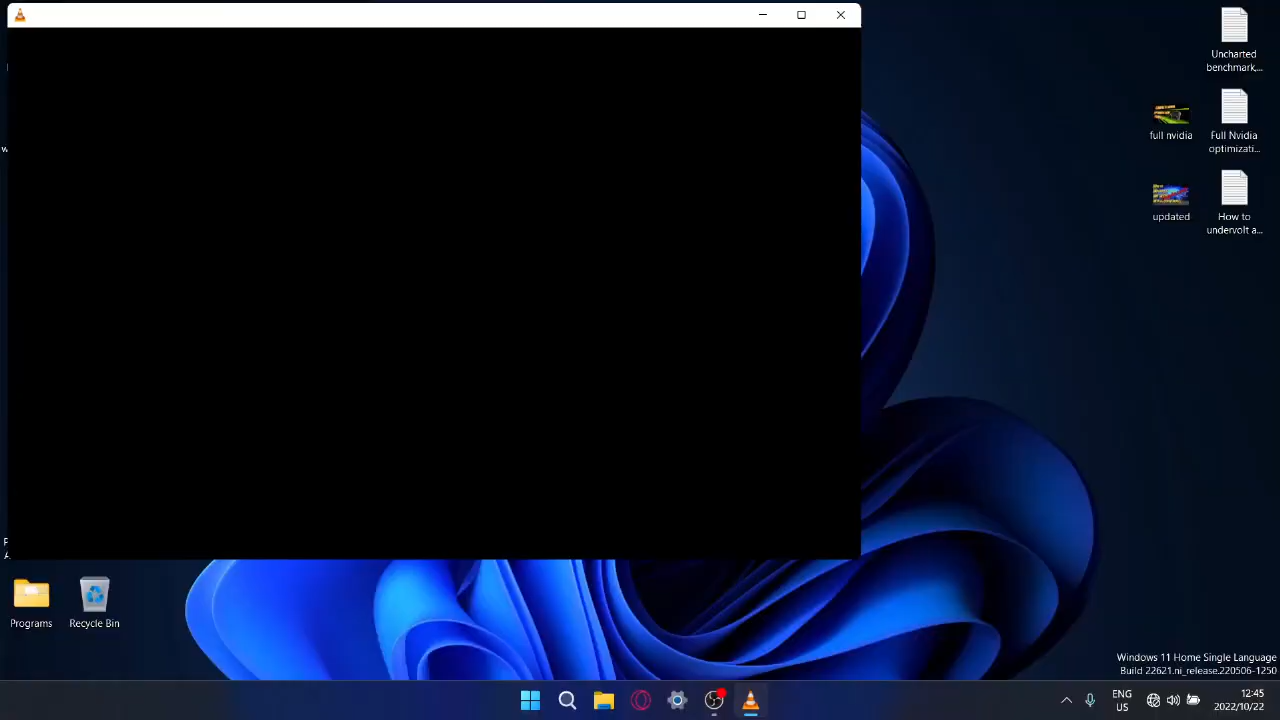 Uncharted
benchmark,...
full nvidia
Full Nvidia
optimizati...
updated
How to
undervolt a...
Programs
Recycle Bin
Windows 11 Home Single Language
Build 22621.ni_release.220506-1250
ENG
US
12:45
2022/10/22